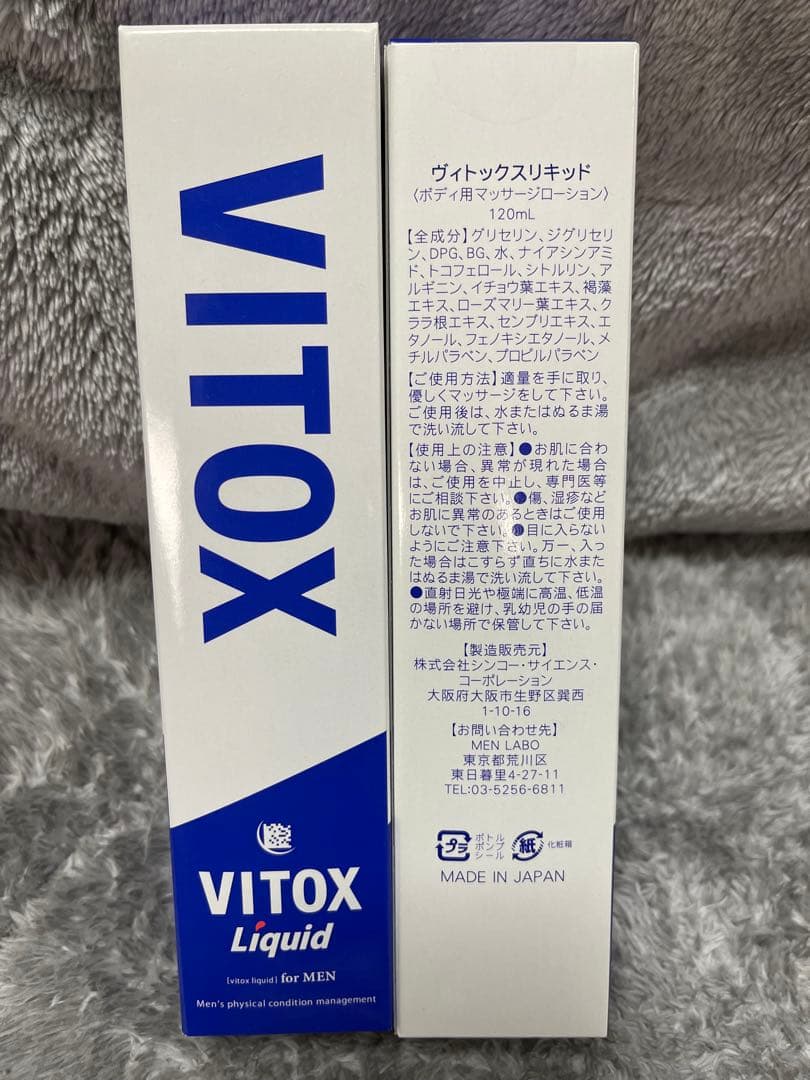 VITOX
VITOX
Liquid
[vitox liquid] for MEN
Men's physical condition management
ヴィトックスリキッド
〈ボディ用マッサージローション〉
120mL
【全成分】グリセリン、ジグリセリ
ン、DPG、BG、水、ナイアシンアミ
ド、トコフェロール、シトルリン、ア
ルギニン、イチョウ葉エキス、褐藻
エキス、ローズマリー葉エキス、ク
ララ根エキス、センブリエキス、エ
タノール、フェノキシエタノール、メ
チルパラベン、プロピルパラベン
【ご使用方法】適量を手に取り、
優しくマッサージをして下さい。
ご使用後は、水またはぬるま湯
で洗い流して下さい。
【使用上の注意】●お肌に合わ
ない場合、異常が現れた場合
は、ご使用を中止し、専門医等
にご相談下さい。●傷、湿疹など
お肌に異常のあるときはご使用
しないで下さい。●目に入らない
ようにご注意下さい。万一、入っ
た場合はこすらず直ちに水また
はぬるま湯で洗い流して下さい。
●直射日光や極端に高温、低温
の場所を避け、乳幼児の手の届
かない場所で保管して下さい。
【製造販売元】
株式会社シンコー・サイエンス・
コーポレーション
大阪府大阪市生野区巽西
1-10-16
【お問い合わせ先】
MEN LABO
東京都荒川区
東日暮里4-27-11
TEL:03-5256-6811
プラ
ボトル
ポンプ
シール
紙
化粧箱
MADE IN JAPAN